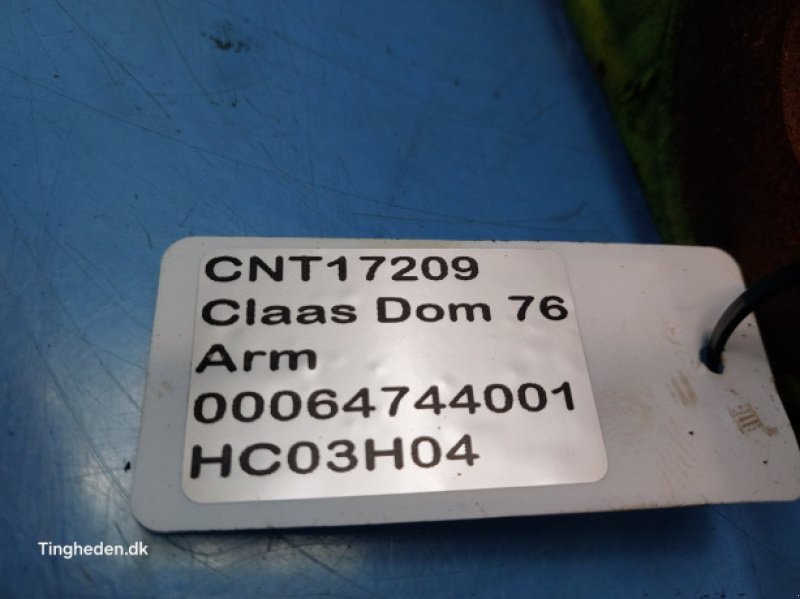 CNT17209
Claas Dom 76
Arm
00064744001
HC03H04
Tingheden.dk